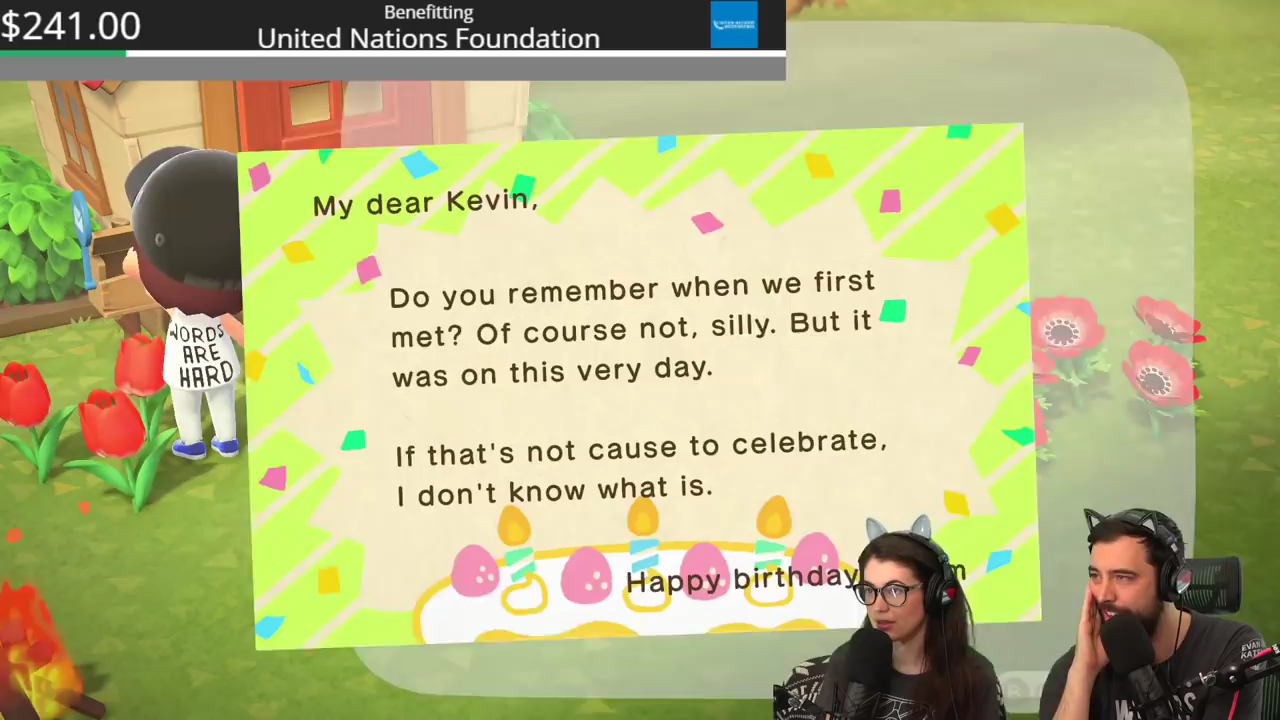 $241.00
Benefitting
United Nations Foundation
My dear Kevin,
Do you remember when we first
met? Of course not, silly. But it
was on this very day.
If that's not cause to celebrate,
I don't know what is.
Happy birthday
WORDS
ARE
HARD